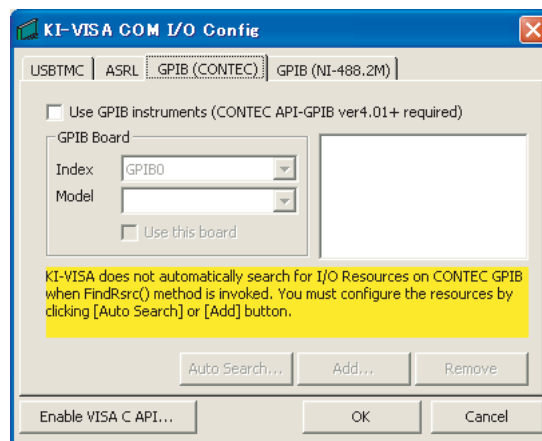 KI-VISA COM I/O Config
USBTMC ASRL GPIB (CONTEC) GPIB (NI-488.2M)
Use GPIB instruments (CONTEC API-GPIB ver4.01+ required)
GPIB Board
Index GPIB0
Model
Use this board
KI-VISA does not automatically search for I/O Resources on CONTEC GPIB
when FindRsrc() method is invoked. You must configure the resources by
clicking [Auto Search] or [Add] button.
Auto Search... Add... Remove
Enable VISA C API... OK Cancel